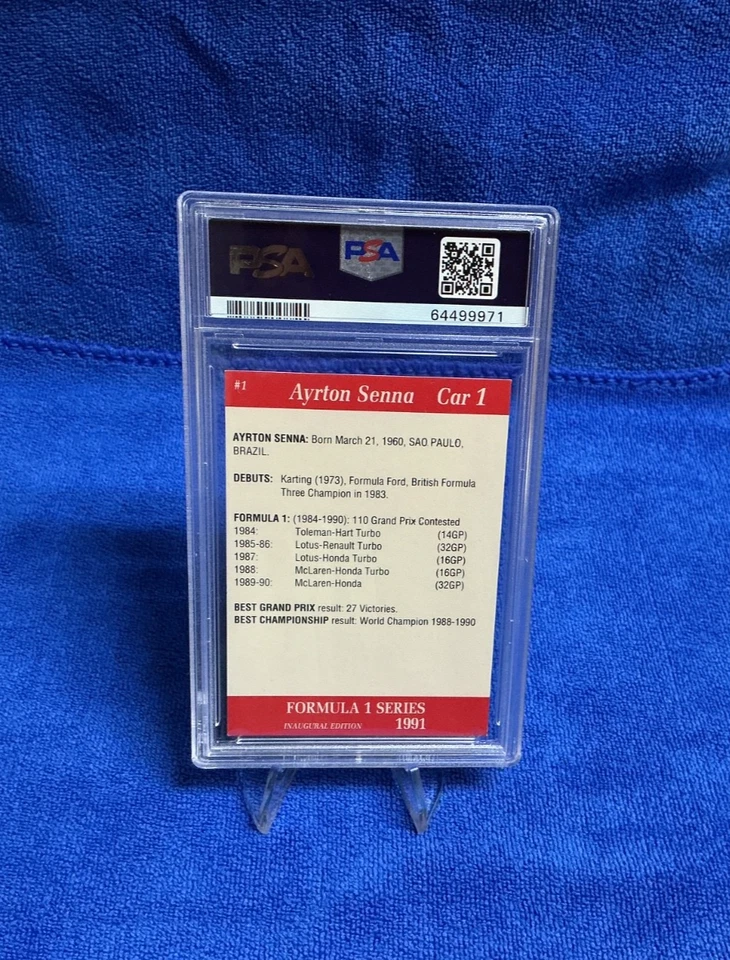 PSA
PSA
64499971
#1 Ayrton Senna Car 1
AYRTON SENNA: Born March 21, 1960, SAO PAULO,
BRAZIL.
DEBUTS: Karting (1973), Formula Ford, British Formula
Three Champion in 1983.
FORMULA 1: (1984-1990): 110 Grand Prix Contested
1984: Toleman-Hart Turbo (14GP)
1985-86: Lotus-Renault Turbo (32GP)
1987: Lotus-Honda Turbo (16GP)
1988: McLaren-Honda Turbo (16GP)
1989-90: McLaren-Honda (32GP)
BEST GRAND PRIX result: 27 Victories.
BEST CHAMPIONSHIP result: World Champion 1988-1990
FORMULA 1 SERIES
INAUGURAL EDITION 1991